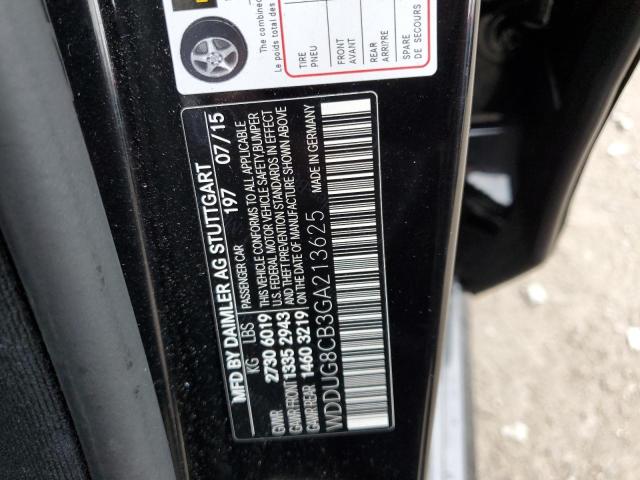 The combined
Le poids total
TIRE
PNEU
FRONT
AVANT
REAR
ARRIÈRE
SPARE
DE SECOURS
MFD BY DAIMLER AG STUTTGART
197 07/15
KG LBS
PASSENGER CAR
GVWR 2730 6019
GAWR FRONT 1335 2943
GAWR REAR 1460 3219
THIS VEHICLE CONFORMS TO ALL APPLICABLE
U.S. FEDERAL MOTOR VEHICLE SAFETY, BUMPER
AND THEFT PREVENTION STANDARDS IN EFFECT
ON THE DATE OF MANUFACTURE SHOWN ABOVE
WDDUG8CB3GA213625
MADE IN GERMANY